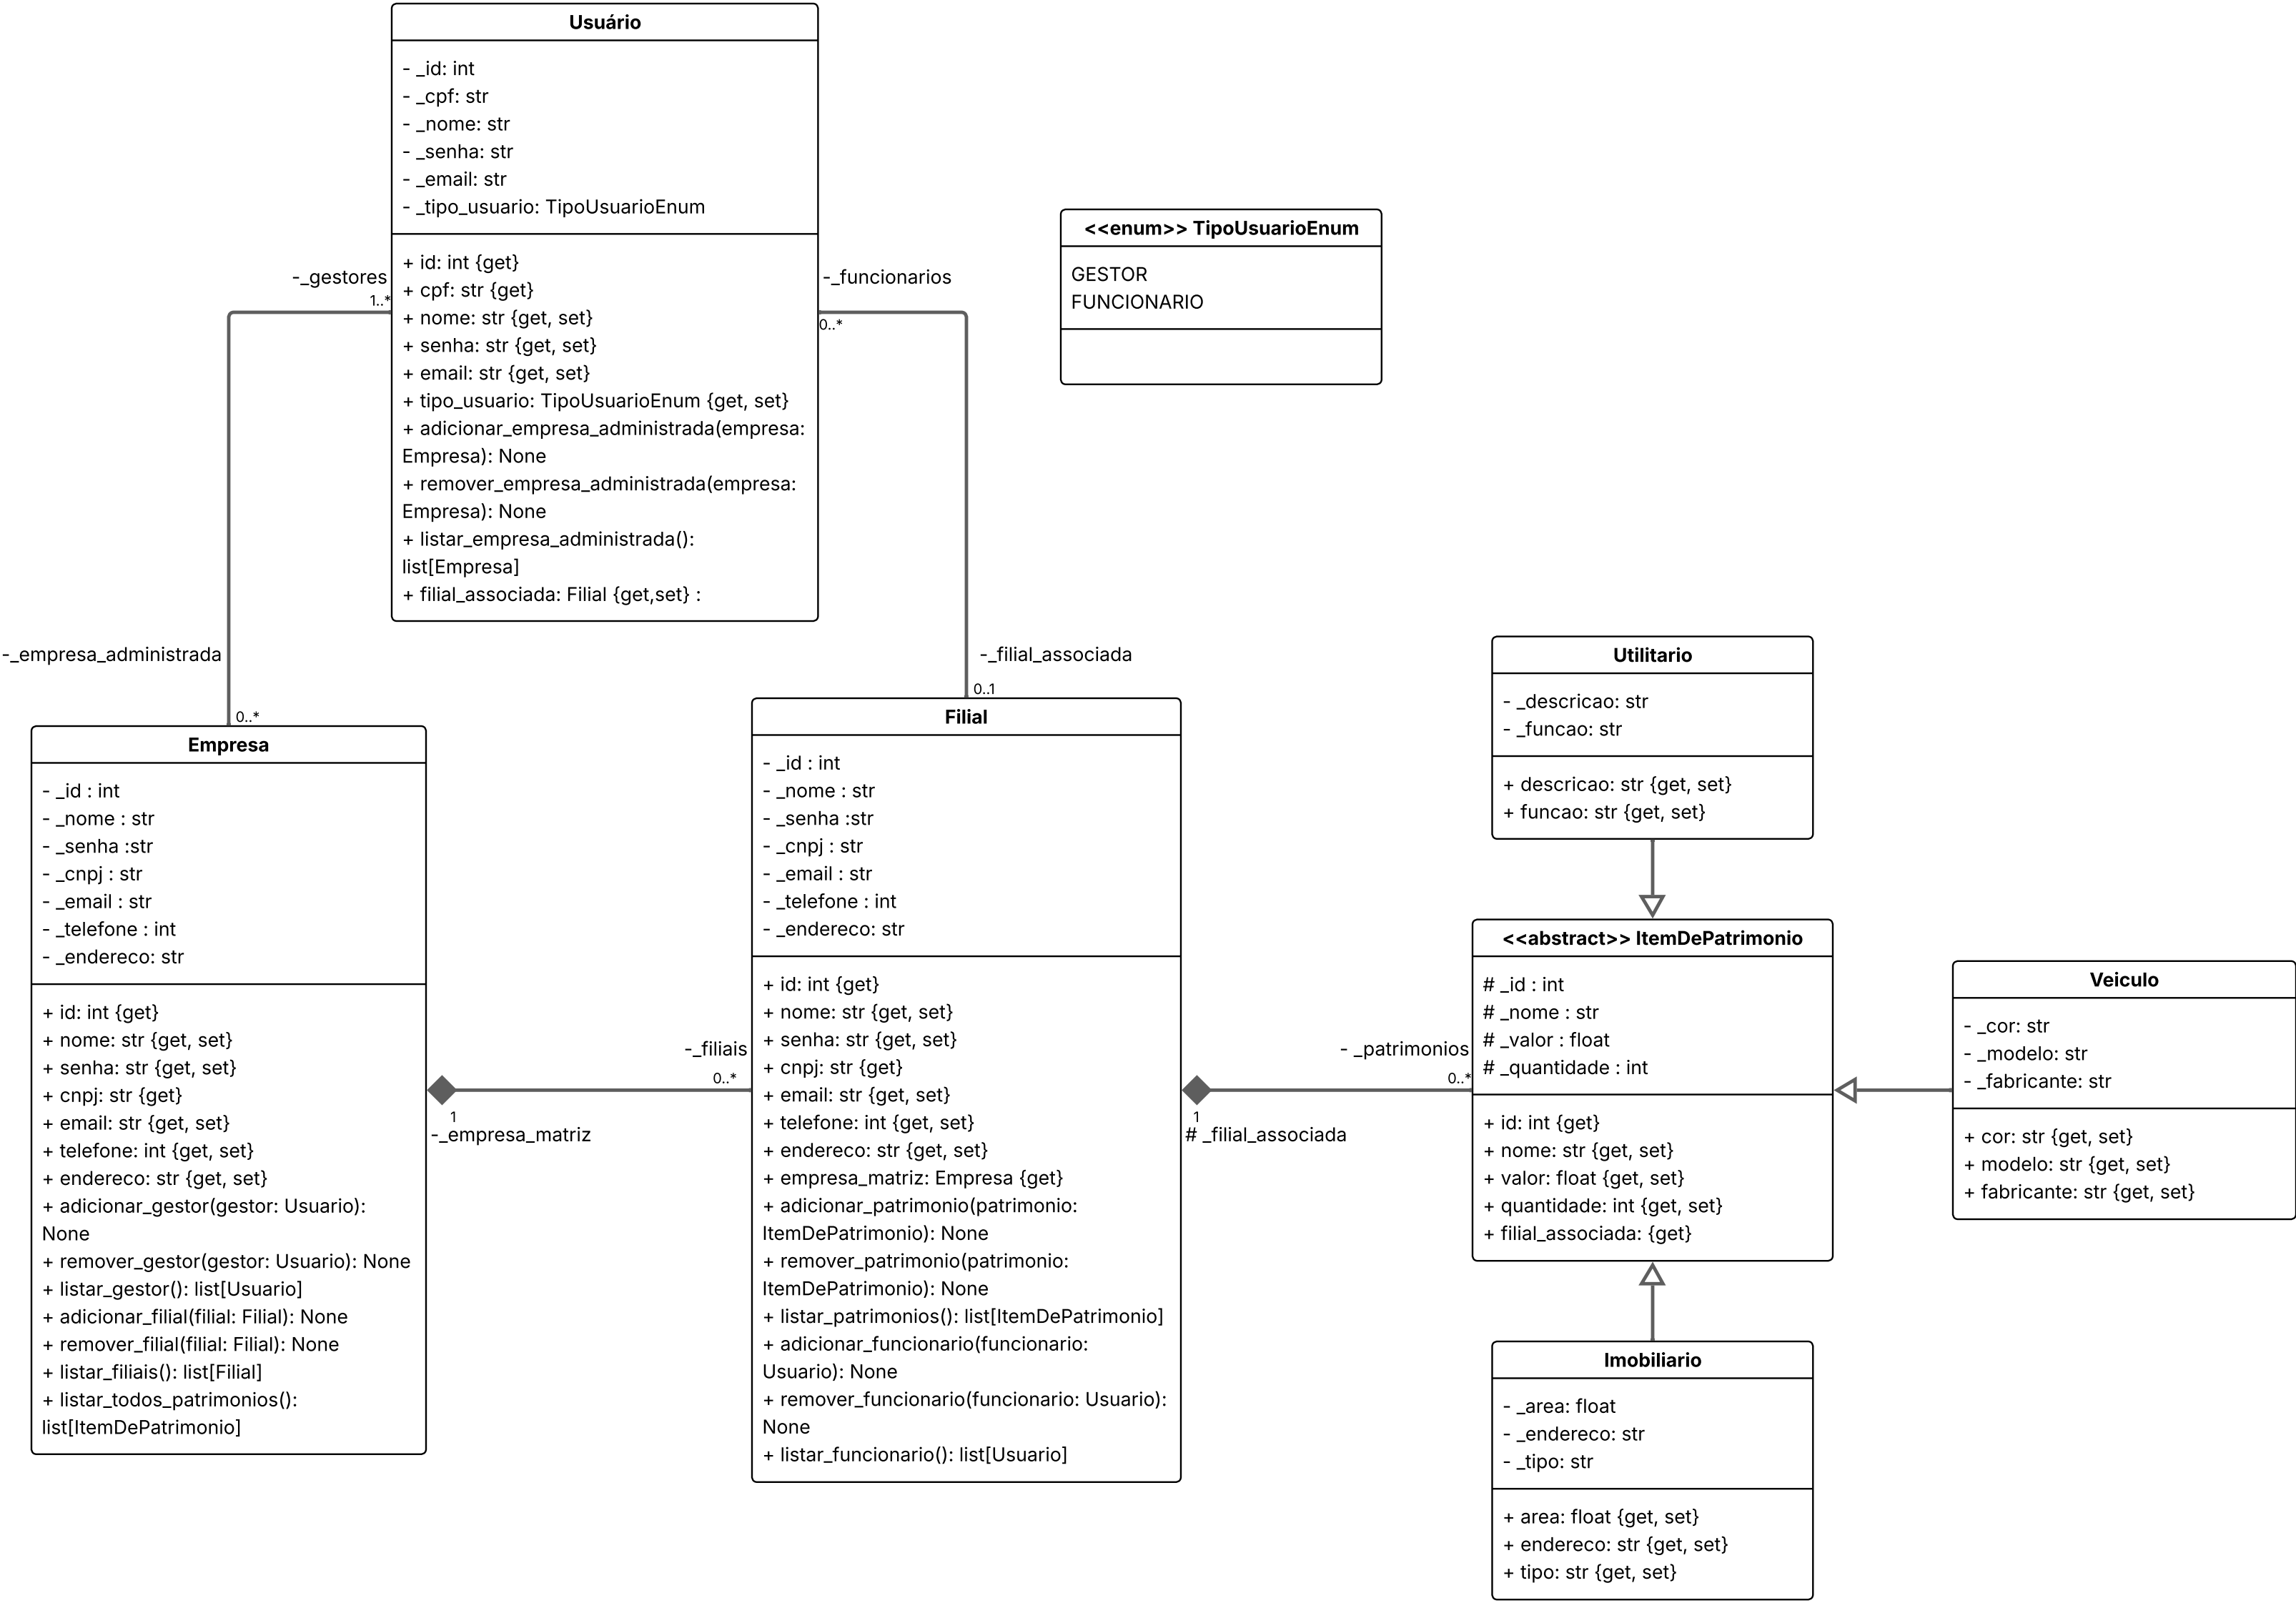 Usuário
- _id: int
- _cpf: str
- _nome: str
- _senha: str
- _email: str
- _tipo_usuario: TipoUsuarioEnum
+ id: int {get}
+ cpf: str {get}
+ nome: str {get, set}
+ senha: str {get, set}
+ email: str {get, set}
+ tipo_usuario: TipoUsuarioEnum {get, set}
+ adicionar_empresa_administrada(empresa:
Empresa): None
+ remover_empresa_administrada(empresa:
Empresa): None
+ listar_empresa_administrada():
list[Empresa]
+ filial_associada: Filial {get,set} :
<<enum>> TipoUsuarioEnum
GESTOR
FUNCIONARIO
-_gestores
1..*
-_funcionarios
0..*
-_empresa_administrada
0..*
-_filial_associada
0..1
Empresa
- _id : int
- _nome : str
- _senha :str
- _cnpj : str
- _email : str
- _telefone : int
- _endereco: str
+ id: int {get}
+ nome: str {get, set}
+ senha: str {get, set}
+ cnpj: str {get}
+ email: str {get, set}
+ telefone: int {get, set}
+ endereco: str {get, set}
+ adicionar_gestor(gestor: Usuario):
None
+ remover_gestor(gestor: Usuario): None
+ listar_gestor(): list[Usuario]
+ adicionar_filial(filial: Filial): None
+ remover_filial(filial: Filial): None
+ listar_filiais(): list[Filial]
+ listar_todos_patrimonios():
list[ItemDePatrimonio]
-_filiais
0..*
1
-_empresa_matriz
Filial
- _id : int
- _nome : str
- _senha :str
- _cnpj : str
- _email : str
- _telefone : int
- _endereco: str
+ id: int {get}
+ nome: str {get, set}
+ senha: str {get, set}
+ cnpj: str {get}
+ email: str {get, set}
+ telefone: int {get, set}
+ endereco: str {get, set}
+ empresa_matriz: Empresa {get}
+ adicionar_patrimonio(patrimonio:
ItemDePatrimonio): None
+ remover_patrimonio(patrimonio:
ItemDePatrimonio): None
+ listar_patrimonios(): list[ItemDePatrimonio]
+ adicionar_funcionario(funcionario:
Usuario): None
+ remover_funcionario(funcionario: Usuario):
None
+ listar_funcionario(): list[Usuario]
- _patrimonios
0..*
1
# _filial_associada
Utilitario
- _descricao: str
- _funcao: str
+ descricao: str {get, set}
+ funcao: str {get, set}
<<abstract>> ItemDePatrimonio
# _id : int
# _nome : str
# _valor : float
# _quantidade : int
+ id: int {get}
+ nome: str {get, set}
+ valor: float {get, set}
+ quantidade: int {get, set}
+ filial_associada: {get}
Veiculo
- _cor: str
- _modelo: str
- _fabricante: str
+ cor: str {get, set}
+ modelo: str {get, set}
+ fabricante: str {get, set}
Imobiliario
- _area: float
- _endereco: str
- _tipo: str
+ area: float {get, set}
+ endereco: str {get, set}
+ tipo: str {get, set}